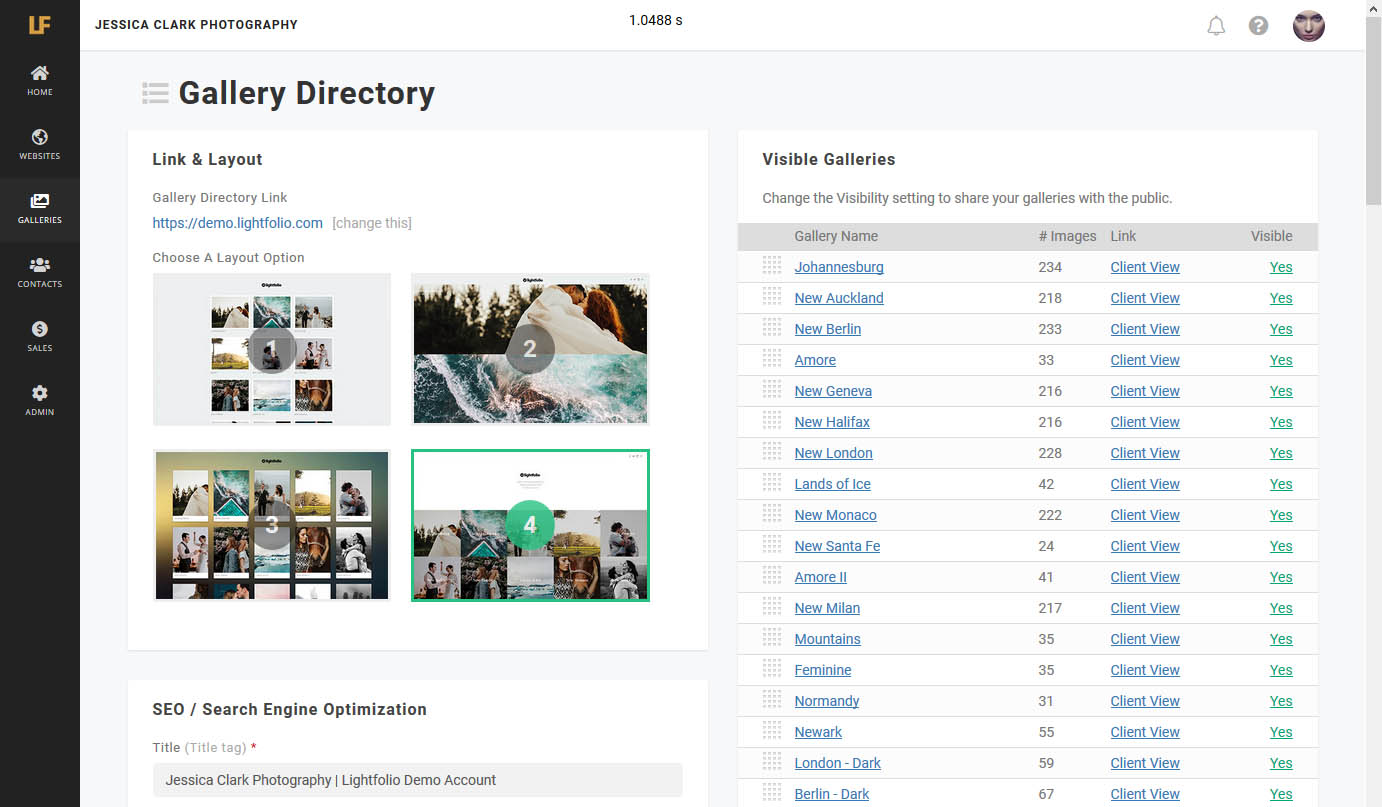 LF
JESSICA CLARK PHOTOGRAPHY
1.0488 s
HOME
WEBSITES
GALLERIES
CONTACTS
SALES
ADMIN
Gallery Directory
Link & Layout
Gallery Directory Link
https://demo.lightfolio.com [change this]
Choose A Layout Option
lightfolio
1
lightfolio
2
lightfolio
3
lightfolio
4
SEO / Search Engine Optimization
Title (Title tag) *
Jessica Clark Photography | Lightfolio Demo Account
Visible Galleries
Change the Visibility setting to share your galleries with the public.
Gallery Name # Images Link Visible
Johannesburg 234 Client View Yes
New Auckland 218 Client View Yes
New Berlin 233 Client View Yes
Amore 33 Client View Yes
New Geneva 216 Client View Yes
New Halifax 216 Client View Yes
New London 228 Client View Yes
Lands of Ice 42 Client View Yes
New Monaco 222 Client View Yes
New Santa Fe 24 Client View Yes
Amore II 41 Client View Yes
New Milan 217 Client View Yes
Mountains 35 Client View Yes
Feminine 35 Client View Yes
Normandy 31 Client View Yes
Newark 55 Client View Yes
London - Dark 59 Client View Yes
Berlin - Dark 67 Client View Yes